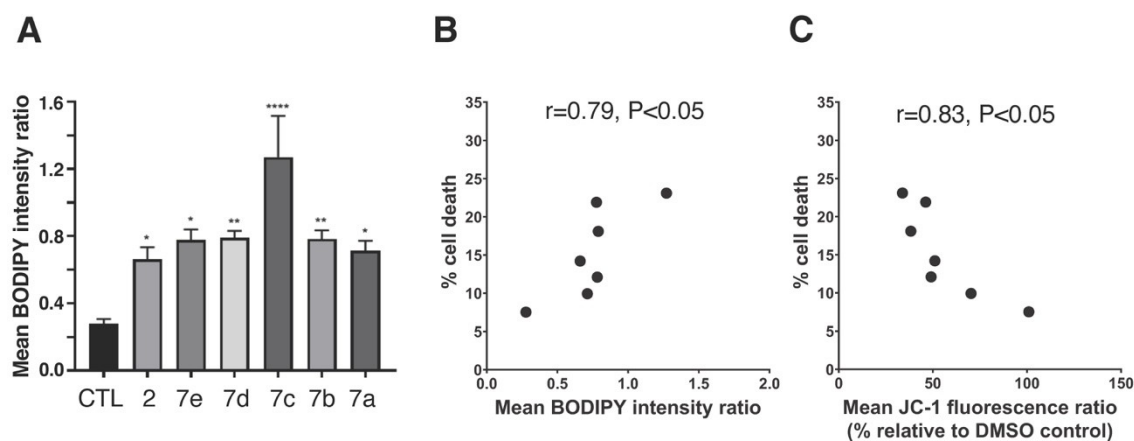 A
Mean BODIPY intensity ratio
1.6
1.2
0.8
0.4
0.0
*
*
**
****
**
*
CTL 2 7e 7d 7c 7b 7a
B
r=0.79, P<0.05
% cell death
35
30
25
20
15
10
5
0
0.0 0.5 1.0 1.5 2.0
Mean BODIPY intensity ratio
C
r=0.83, P<0.05
% cell death
35
30
25
20
15
10
5
0
0 50 100 150
Mean JC-1 fluorescence ratio
(% relative to DMSO control)